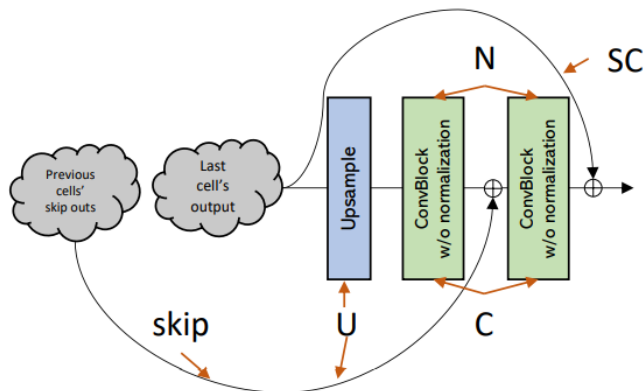 N
SC
Previous
cells'
skip outs
Last
cell's
output
Upsample
ConvBlock
w/o normalization
ConvBlock
w/o normalization
skip
U
C